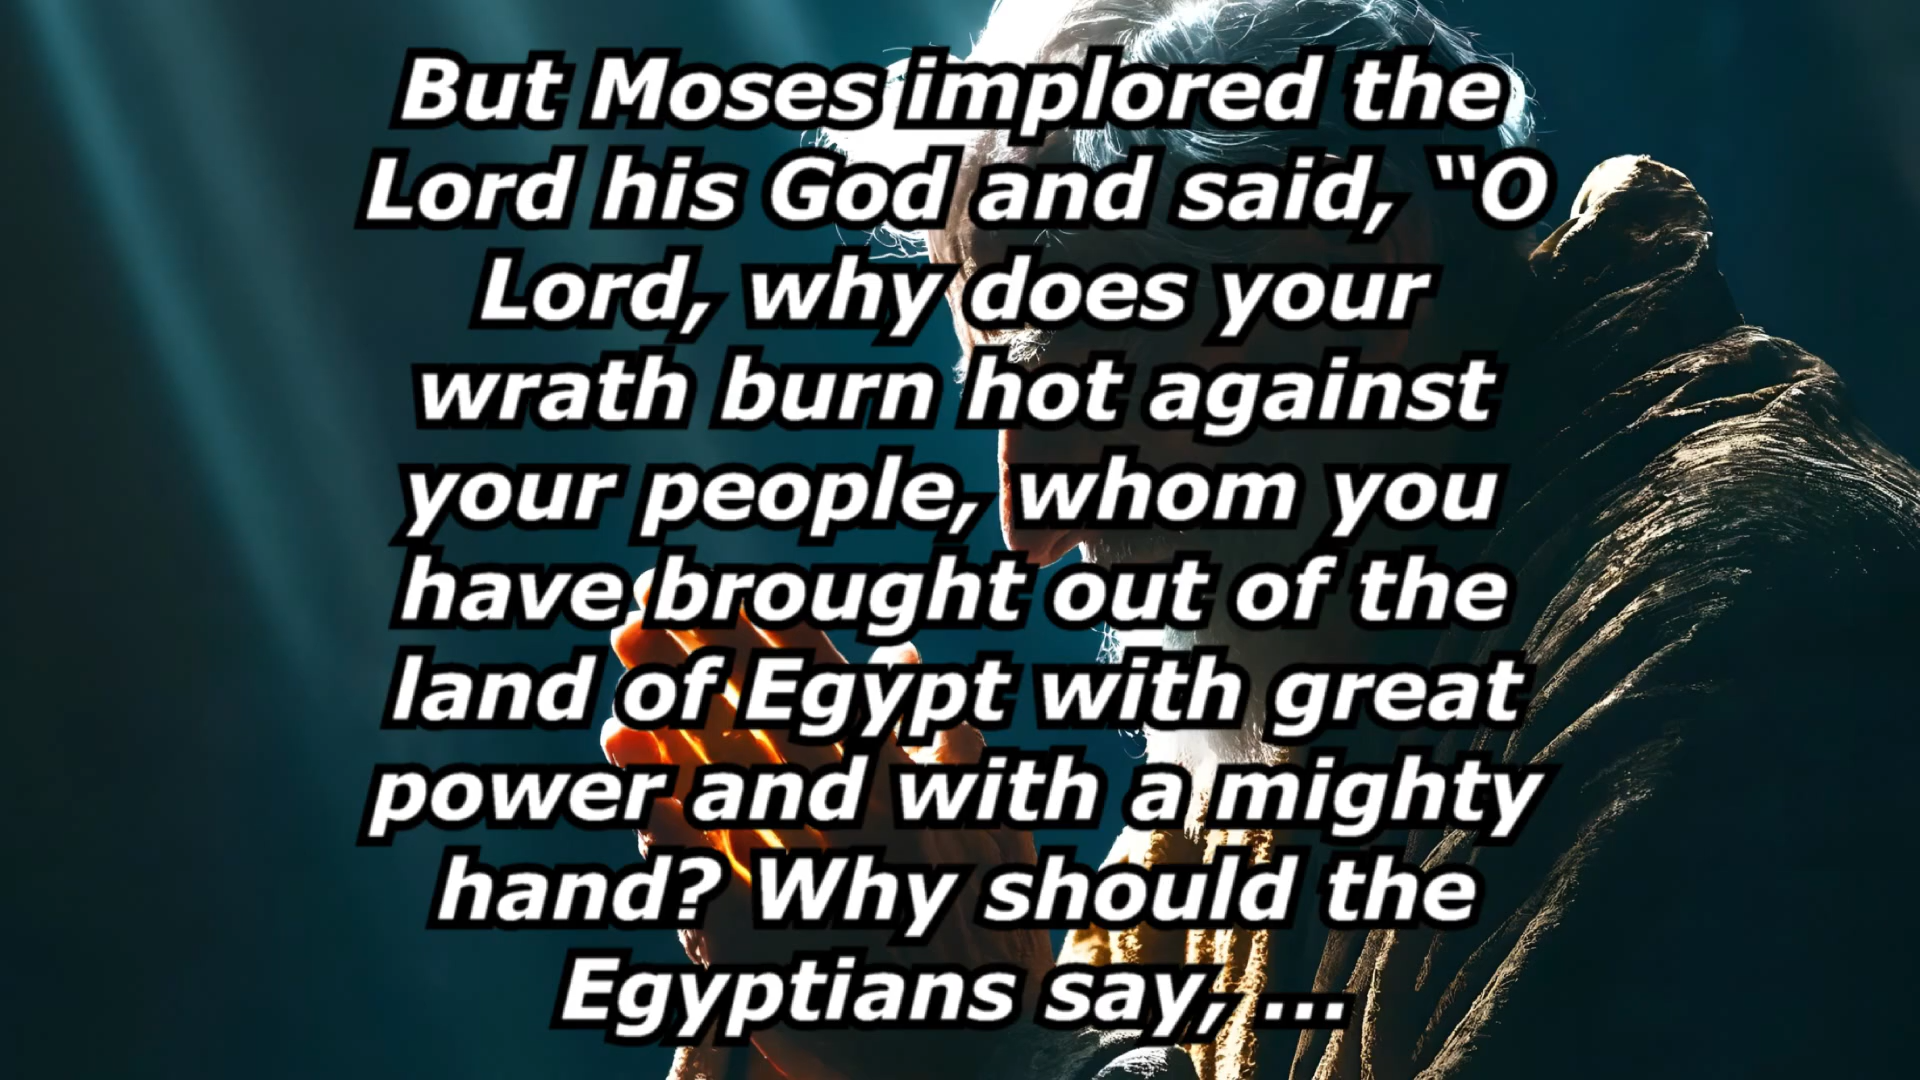 But Moses implored the
Lord his God and said, “O
Lord, why does your
wrath burn hot against
your people, whom you
have brought out of the
land of Egypt with great
power and with a mighty
hand? Why should the
Egyptians say, ...